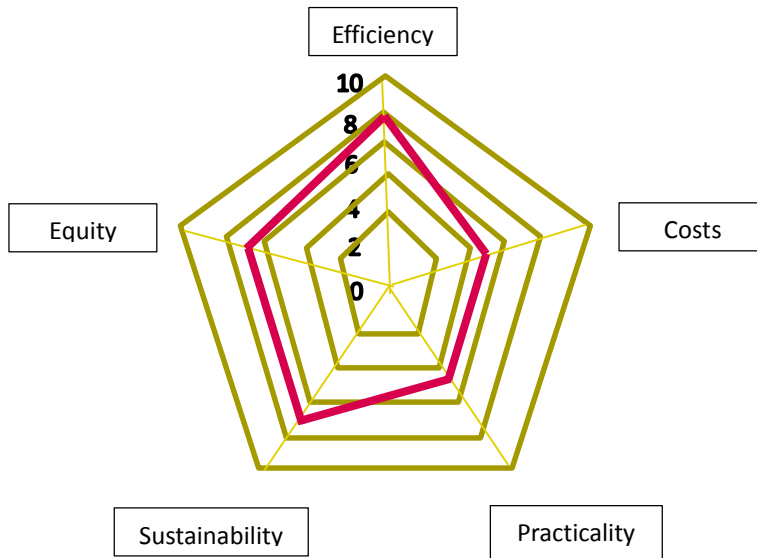 Efficiency
10
8
6
4
2
0
Equity
Costs
Sustainability
Practicality